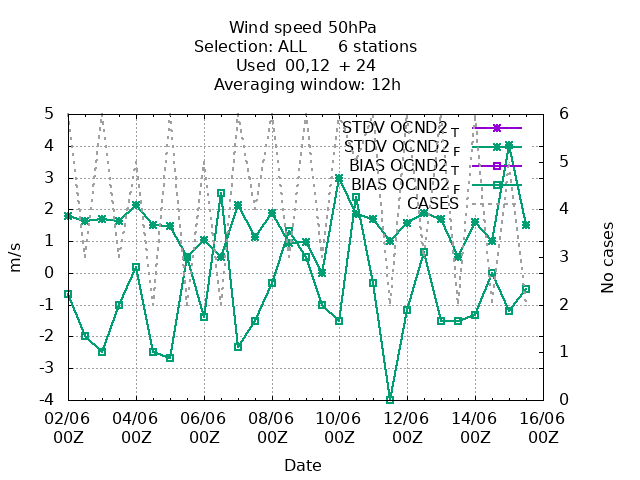 Wind speed 50hPa
Selection: ALL 6 stations
Used 00,12 + 24
Averaging window: 12h
5 6
STDV OCND2 T
STDV OCND2 F
BIAS OCND2 T
BIAS OCND2 F
CASES
4 5
3
2 4
1
0 3
-1 2
-2
-3 1
-4 0
m/s
No cases
02/06 04/06 06/06 08/06 10/06 12/06 14/06 16/06
00Z 00Z 00Z 00Z 00Z 00Z 00Z 00Z
Date